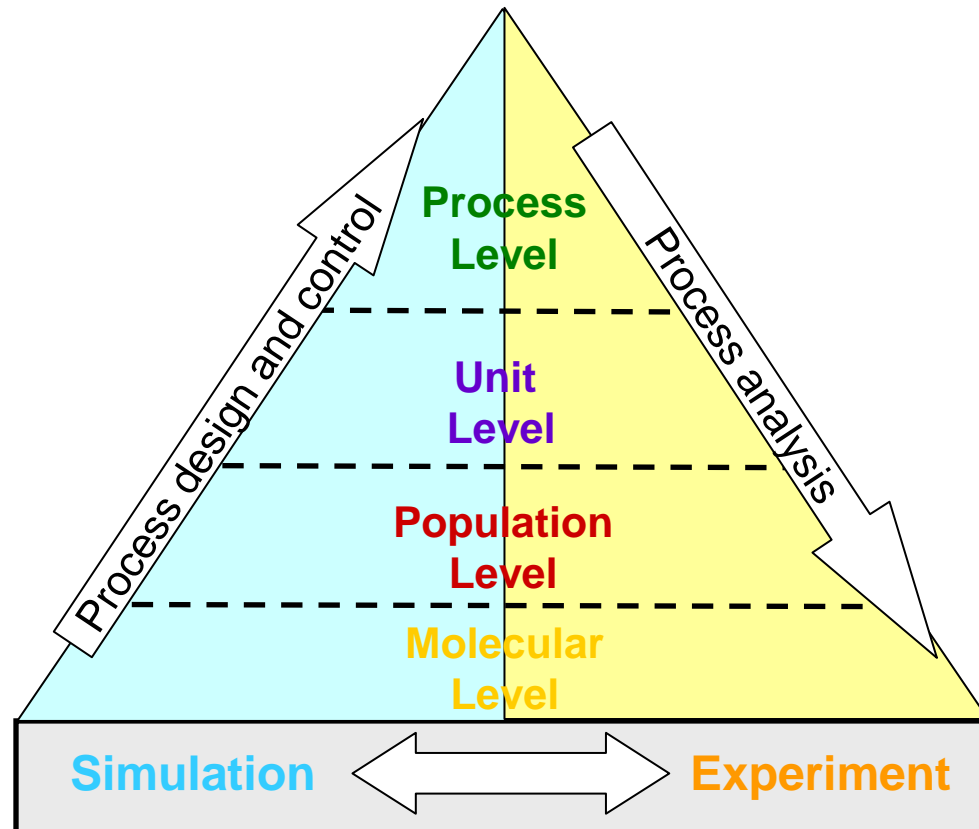 Process design and control
Process
Level
Unit
Level
Population
Level
Molecular
Level
Process analysis
Simulation
Experiment